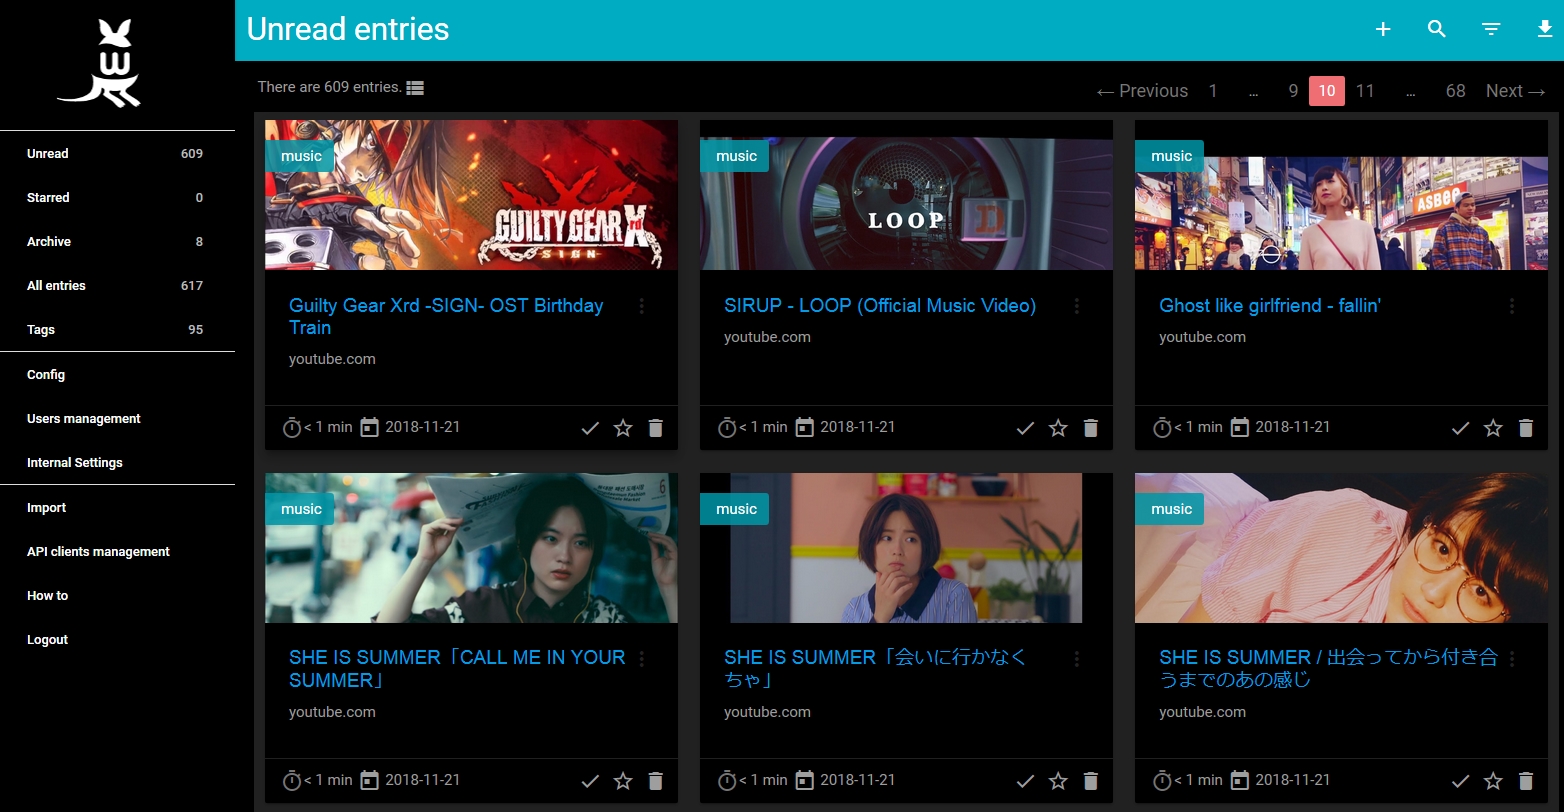 Unread entries
There are 609 entries.
← Previous 1 ... 9 10 11 ... 68 Next →
W
Unread 609
Starred 0
Archive 8
All entries 617
Tags 95
Config
Users management
Internal Settings
Import
API clients management
How to
Logout
music
GUILTY GEAR X
-SIGN-
Guilty Gear Xrd -SIGN- OST Birthday
Train
youtube.com
< 1 min 2018-11-21
music
LOOP
D
SIRUP - LOOP (Official Music Video)
youtube.com
< 1 min 2018-11-21
music
ASBEE
Ghost like girlfriend - fallin'
youtube.com
< 1 min 2018-11-21
music
SHE IS SUMMER「CALL ME IN YOUR
SUMMER」
youtube.com
< 1 min 2018-11-21
music
SHE IS SUMMER「会いに行かなく
ちゃ」
youtube.com
< 1 min 2018-11-21
music
SHE IS SUMMER / 出会ってから付き合
うまでのあの感じ
youtube.com
< 1 min 2018-11-21